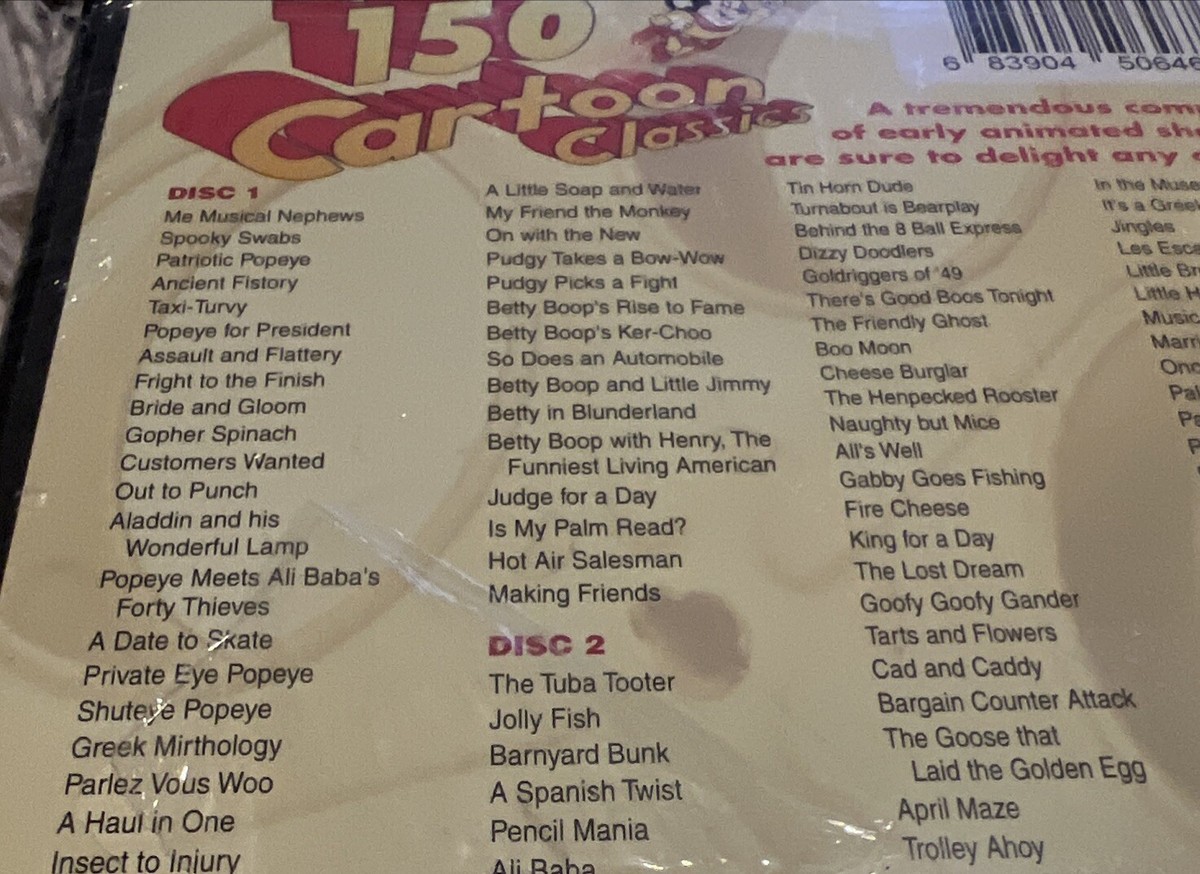 150
Cartoon
Classics
6 83904 50646
A tremendous
of early animated
are sure to delight any
DISC 1
Me Musical Nephews
Spooky Swabs
Patriotic Popeye
Ancient Fistory
Taxi-Turvy
Popeye for President
Assault and Flattery
Fright to the Finish
Bride and Gloom
Gopher Spinach
Customers Wanted
Out to Punch
Aladdin and his
Wonderful Lamp
Popeye Meets Ali Baba's
Forty Thieves
A Date to Skate
Private Eye Popeye
Shuteye Popeye
Greek Mirthology
Parlez Vous Woo
A Haul in One
Insect to Injury
A Little Soap and Water
My Friend the Monkey
On with the New
Pudgy Takes a Bow-Wow
Pudgy Picks a Fight
Betty Boop's Rise to Fame
Betty Boop's Ker-Choo
So Does an Automobile
Betty Boop and Little Jimmy
Betty in Blunderland
Betty Boop with Henry, The
Funniest Living American
Judge for a Day
Is My Palm Read?
Hot Air Salesman
Making Friends
DISC 2
The Tuba Tooter
Jolly Fish
Barnyard Bunk
A Spanish Twist
Pencil Mania
Ali Baba
Tin Horn Dude
Turnabout is Bearplay
Behind the 8 Ball Express
Dizzy Doodlers
Goldriggers of '49
There's Good Boos Tonight
The Friendly Ghost
Boo Moon
Cheese Burglar
The Henpecked Rooster
Naughty but Mice
All's Well
Gabby Goes Fishing
Fire Cheese
King for a Day
The Lost Dream
Goofy Goofy Gander
Tarts and Flowers
Cad and Caddy
Bargain Counter Attack
The Goose that
Laid the Golden Egg
April Maze
Trolley Ahoy
In the
It's a
Jingles
Les
Little
Little